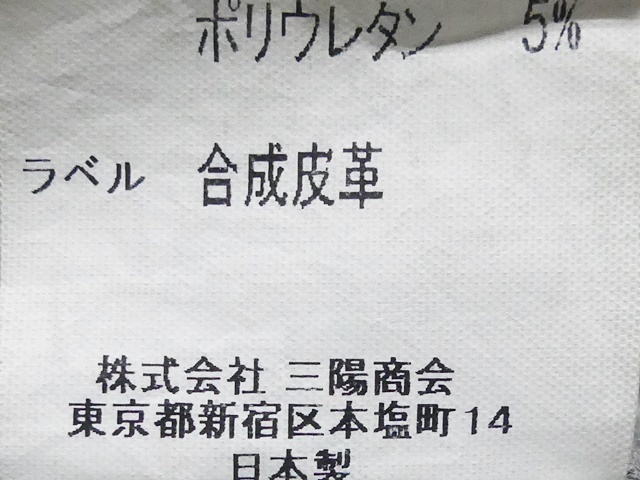 ポリウレタン 5%
ラベル 合成皮革
株式会社 三陽商会
東京都新宿区本塩町14
日本製